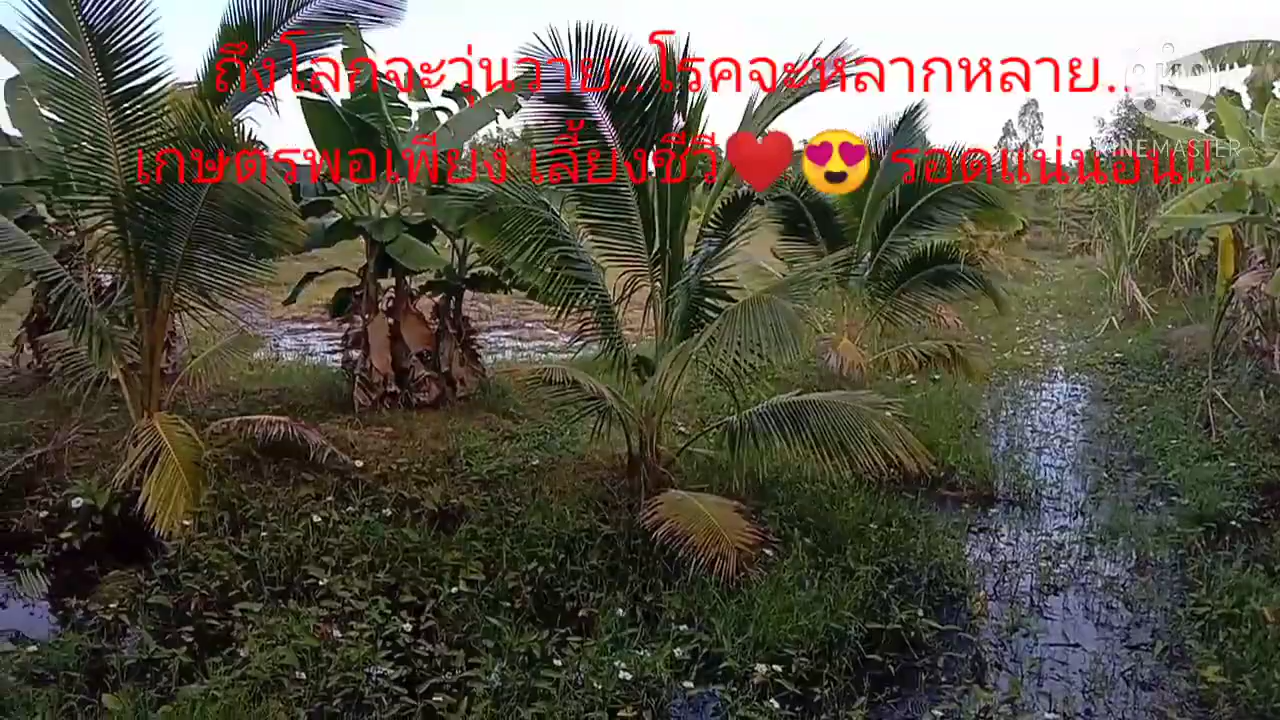 ถึงโลกจะวุ่นวาย..โรคจะหลากหลาย..
เกษตรพอเพียง เลี้ยงชีวี❤️😍 รอดแน่นอน!!
KINEMASTER